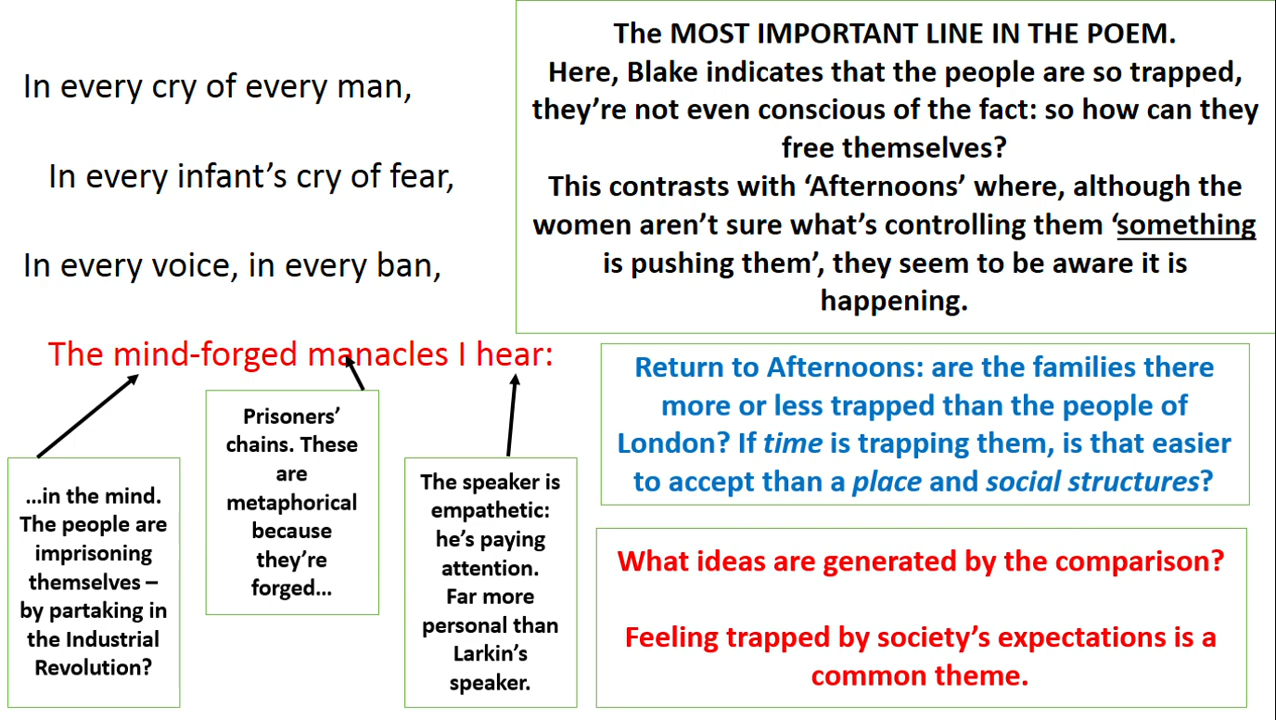 In every cry of every man,
In every infant’s cry of fear,
In every voice, in every ban,
The mind-forged manacles I hear:
The MOST IMPORTANT LINE IN THE POEM.
Here, Blake indicates that the people are so trapped,
they’re not even conscious of the fact: so how can they
free themselves?
This contrasts with ‘Afternoons’ where, although the
women aren’t sure what’s controlling them ‘something
is pushing them’, they seem to be aware it is
happening.
…in the mind.
The people are
imprisoning
themselves –
by partaking in
the Industrial
Revolution?
Prisoners’
chains. These
are
metaphorical
because
they’re
forged…
The speaker is
empathetic:
he’s paying
attention.
Far more
personal than
Larkin’s
speaker.
Return to Afternoons: are the families there
more or less trapped than the people of
London? If time is trapping them, is that easier
to accept than a place and social structures?
What ideas are generated by the comparison?
Feeling trapped by society’s expectations is a
common theme.